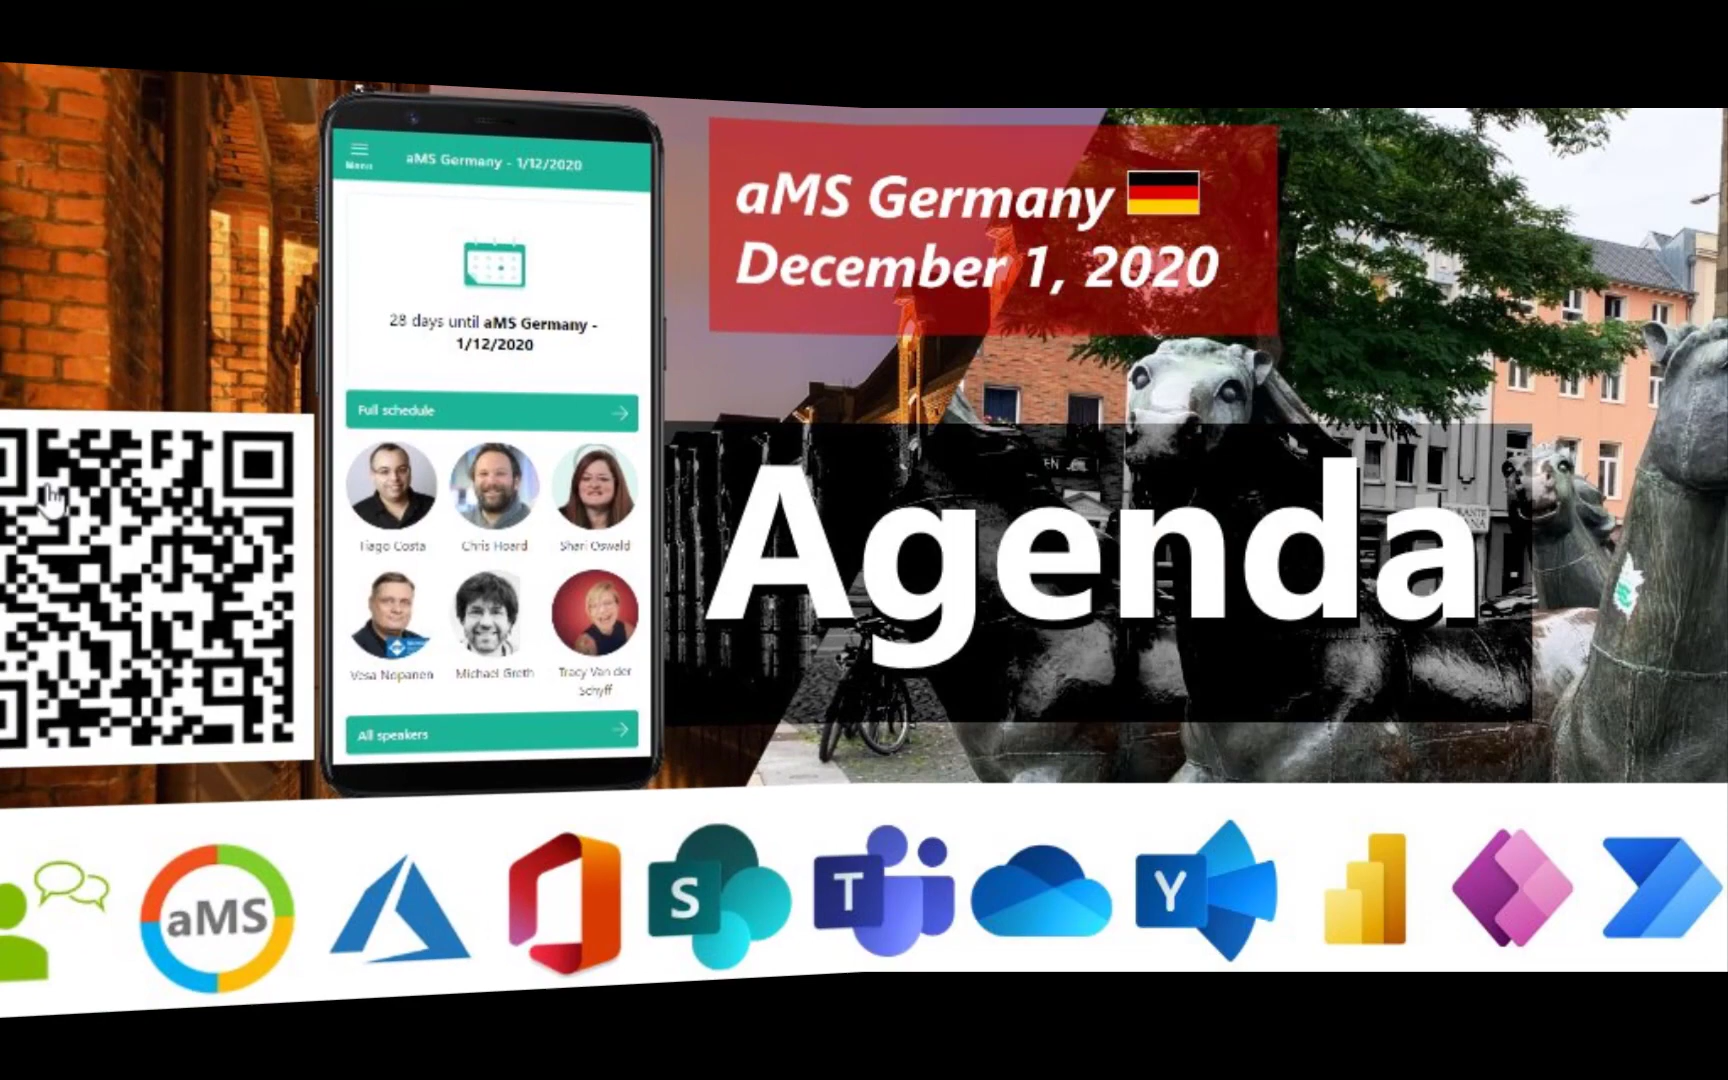 Menu
aMS Germany - 1/12/2020
28 days until aMS Germany -
1/12/2020
Full schedule
Tiago Costa
Chris Hoard
Shari Oswald
Vesa Nopanen
Michael Greth
Tracy Van der
Schyff
All speakers
aMS Germany
December 1, 2020
Agenda
aMS
S
T
Y